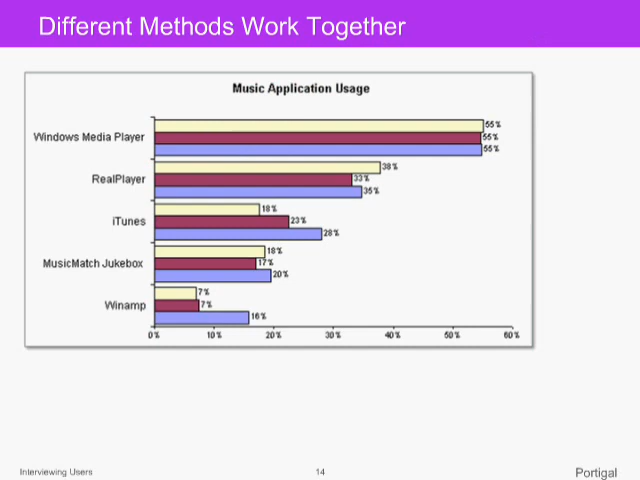 Different Methods Work Together
Music Application Usage
Windows Media Player
55%
55%
55%
RealPlayer
38%
33%
35%
iTunes
18%
23%
28%
MusicMatch Jukebox
18%
17%
20%
Winamp
7%
7%
16%
0% 10% 20% 30% 40% 50% 60%
Interviewing Users 14 Portigal